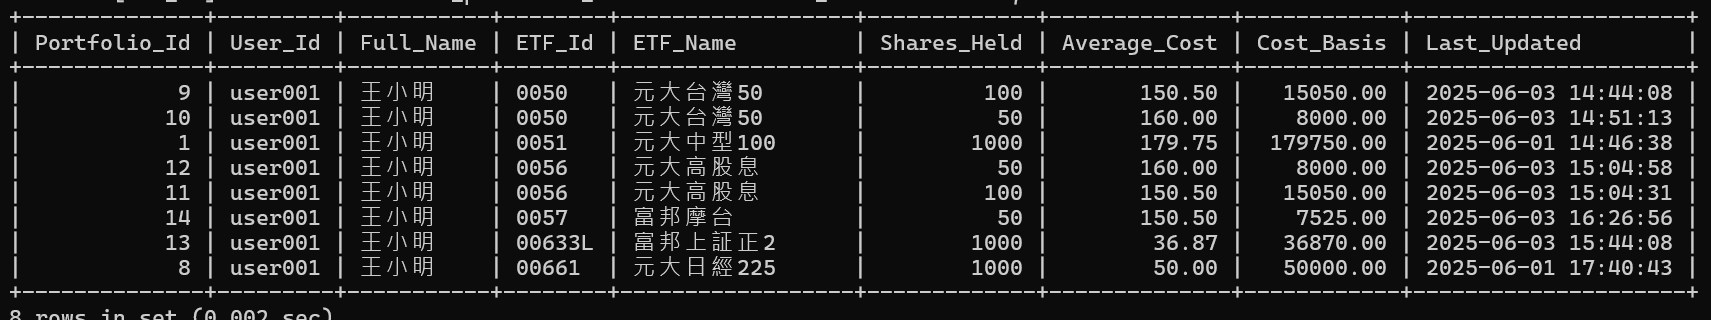 +--------------+---------+-----------+--------+-------------------+-------------+--------------+------------+---------------------+
| Portfolio_Id | User_Id | Full_Name | ETF_Id | ETF_Name          | Shares_Held | Average_Cost | Cost_Basis | Last_Updated        |
+--------------+---------+-----------+--------+-------------------+-------------+--------------+------------+---------------------+
|            9 | user001 | 王小明    | 0050   | 元大台灣50        |         100 |       150.50 |   15050.00 | 2025-06-03 14:44:08 |
|           10 | user001 | 王小明    | 0050   | 元大台灣50        |          50 |       160.00 |    8000.00 | 2025-06-03 14:51:13 |
|            1 | user001 | 王小明    | 0051   | 元大中型100       |        1000 |       179.75 |  179750.00 | 2025-06-01 14:46:38 |
|           12 | user001 | 王小明    | 0056   | 元大高股息        |          50 |       160.00 |    8000.00 | 2025-06-03 15:04:58 |
|           11 | user001 | 王小明    | 0056   | 元大高股息        |         100 |       150.50 |   15050.00 | 2025-06-03 15:04:31 |
|           14 | user001 | 王小明    | 0057   | 富邦摩台          |          50 |       150.50 |    7525.00 | 2025-06-03 16:26:56 |
|           13 | user001 | 王小明    | 00633L | 富邦上証正2       |        1000 |        36.87 |   36870.00 | 2025-06-03 15:44:08 |
|            8 | user001 | 王小明    | 00661  | 元大日經225       |        1000 |        50.00 |   50000.00 | 2025-06-01 17:40:43 |
+--------------+---------+-----------+--------+-------------------+-------------+--------------+------------+---------------------+
8 rows in set (0.002 sec)